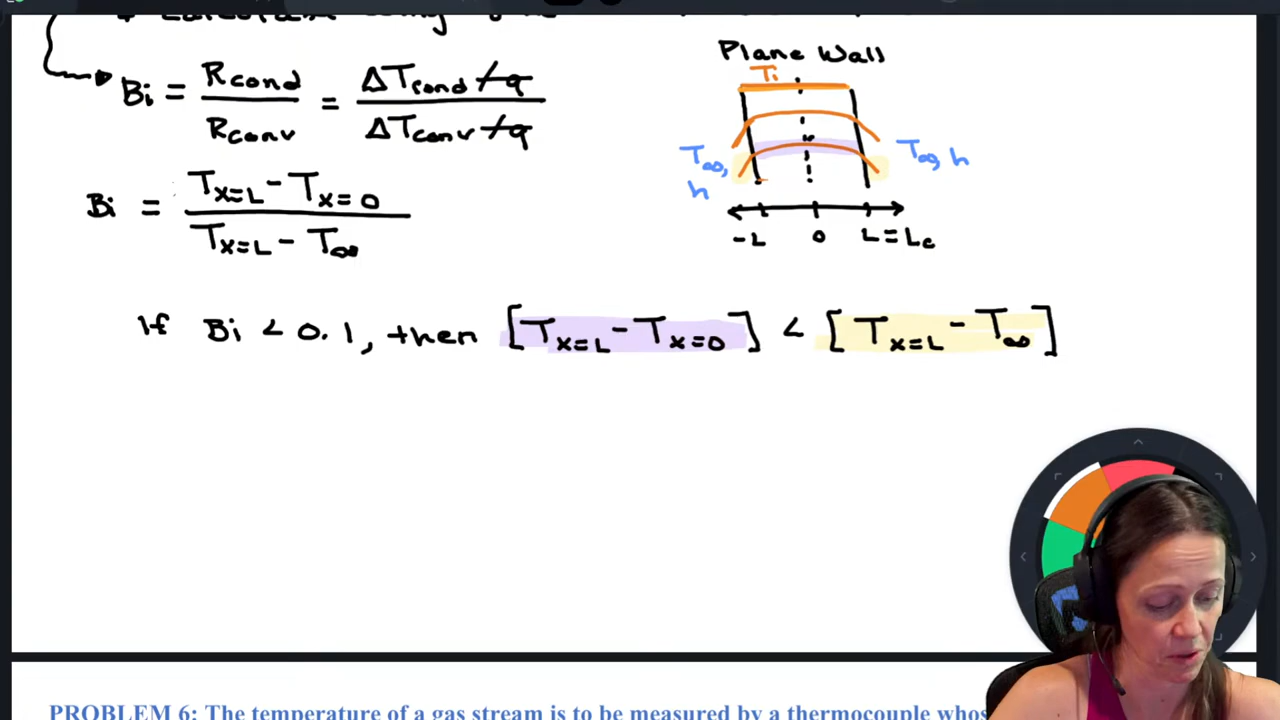 Plane Wall
Bi = Rcond / Rconv = ΔTcond/q / ΔTconv/q
Ti
T∞, h
T∞, h
Bi = Tx=L - Tx=0 / Tx=L - T∞
-L 0 L = Lc
If Bi < 0.1, then [Tx=L - Tx=0] < [Tx=L - T∞]
PROBLEM 6: The temperature of a gas stream is to be measured by a thermocouple